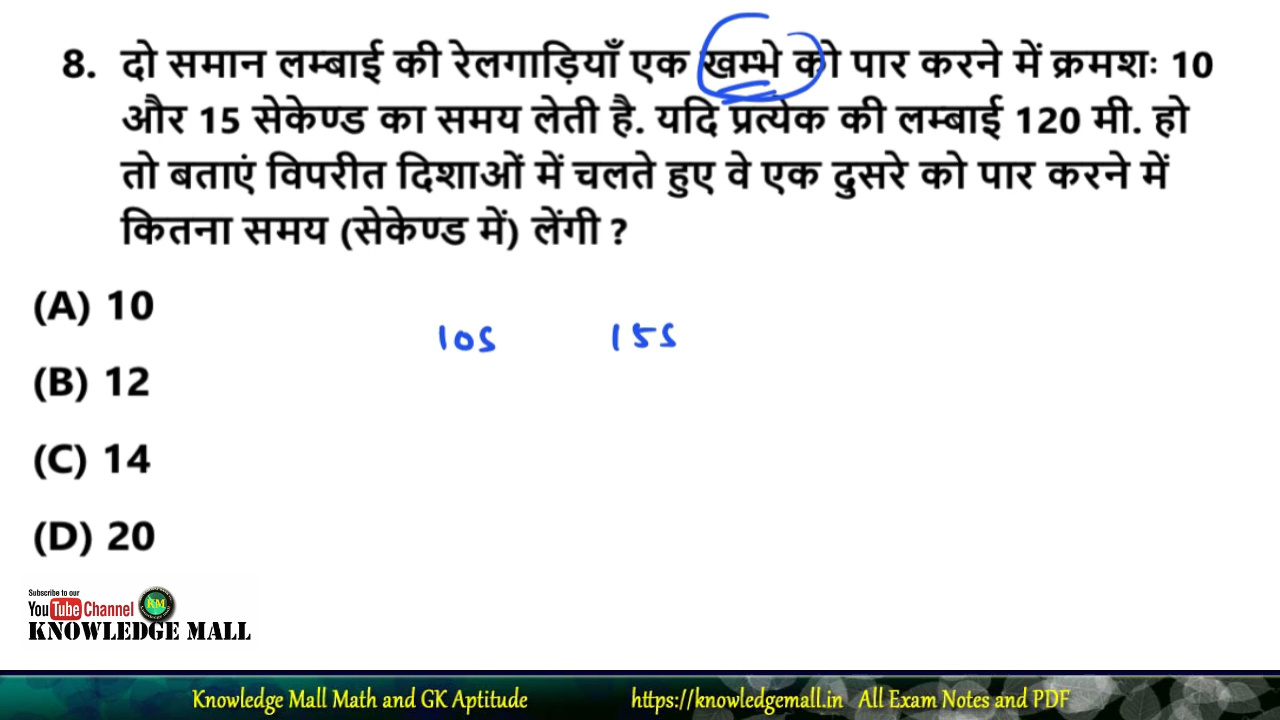 8. दो समान लम्बाई की रेलगाड़ियाँ एक खम्भे को पार करने में क्रमशः 10
और 15 सेकेण्ड का समय लेती है. यदि प्रत्येक की लम्बाई 120 मी. हो
तो बताएं विपरीत दिशाओं में चलते हुए वे एक दुसरे को पार करने में
कितना समय (सेकेण्ड में) लेंगी ?
(A) 10
10s 15s
(B) 12
(C) 14
(D) 20
Subscribe to our
YouTube Channel
KM
KNOWLEDGE MALL
Knowledge Mall Math and GK Aptitude https://knowledgemall.in All Exam Notes and PDF